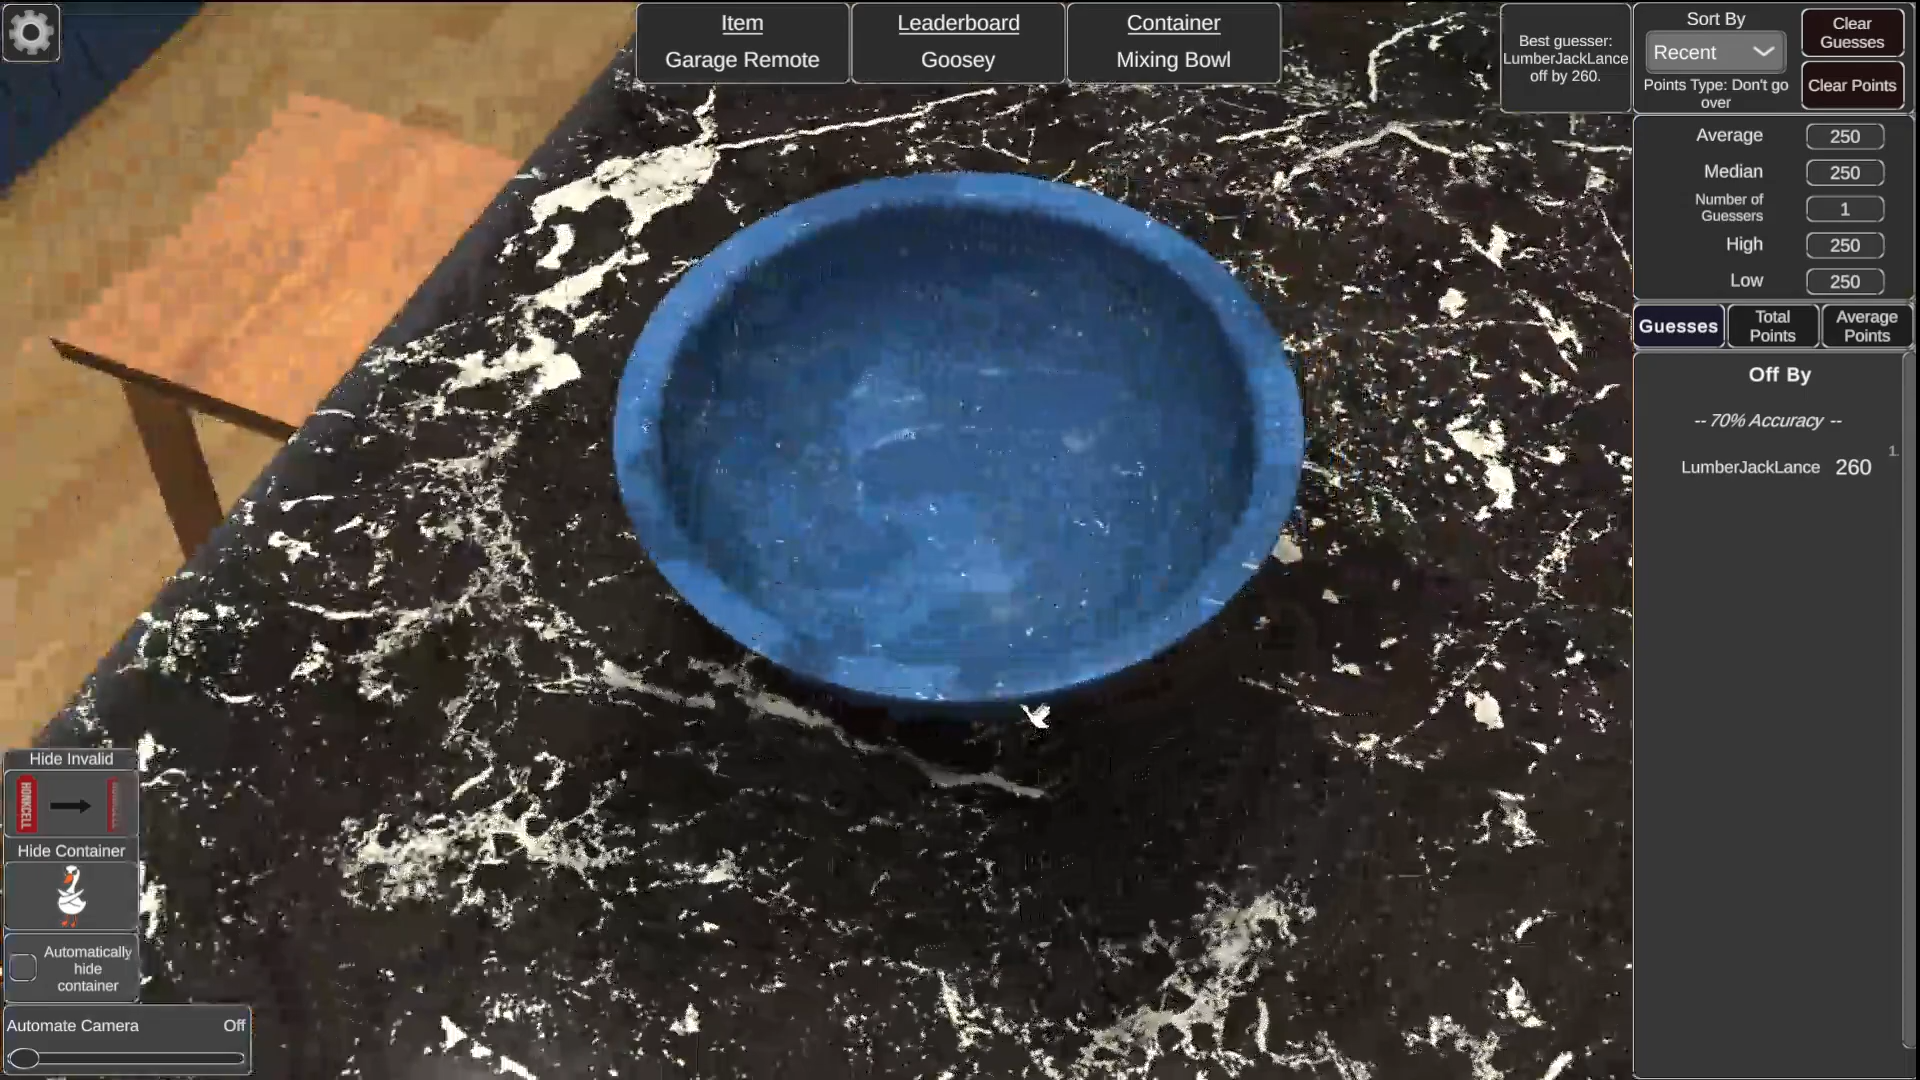 Item
Garage Remote
Leaderboard
Goosey
Container
Mixing Bowl
Best guesser:
LumberJackLance
off by 260.
Sort By
Recent
Points Type: Don't go
over
Clear
Guesses
Clear Points
Average 250
Median 250
Number of
Guessers
1
High 250
Low 250
Guesses
Total
Points
Average
Points
Off By
-- 70% Accuracy --
1.
LumberJackLance 260
Hide Invalid
HONKCELL
Hide Container
Automatically
hide
container
Automate Camera Off